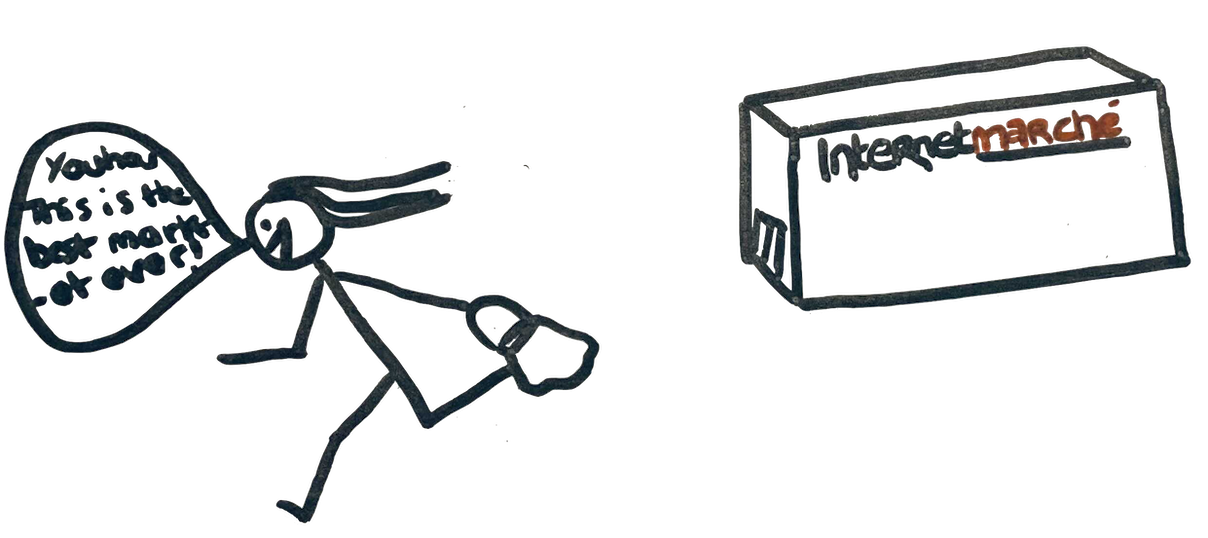 Youhou
This is the
best mark
-et ever!
Internetmarché